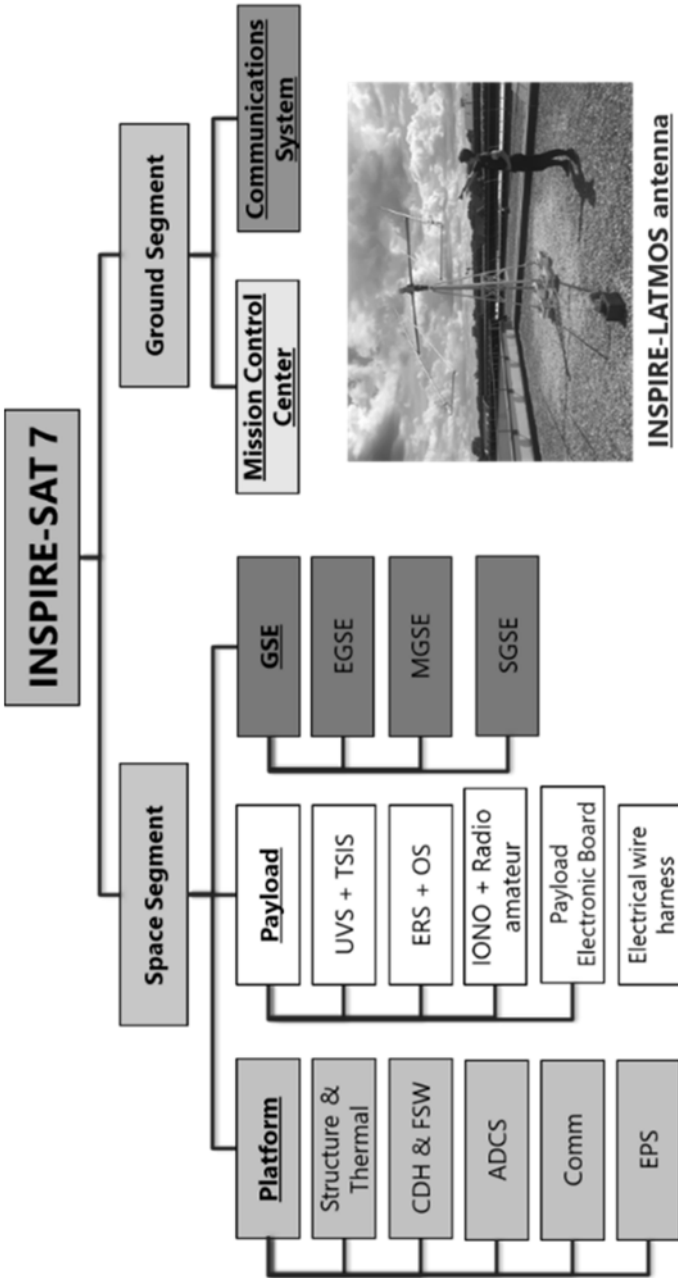 INSPIRE-SAT 7
Space Segment
Ground Segment
Platform
Structure &
Thermal
CDH & FSW
ADCS
Comm
EPS
Payload
UVS + TSIS
ERS + OS
IONO + Radio
amateur
Payload
Electronic Board
Electrical wire
harness
GSE
EGSE
MGSE
SGSE
Mission Control
Center
Communications
System
INSPIRE-LATMOS antenna